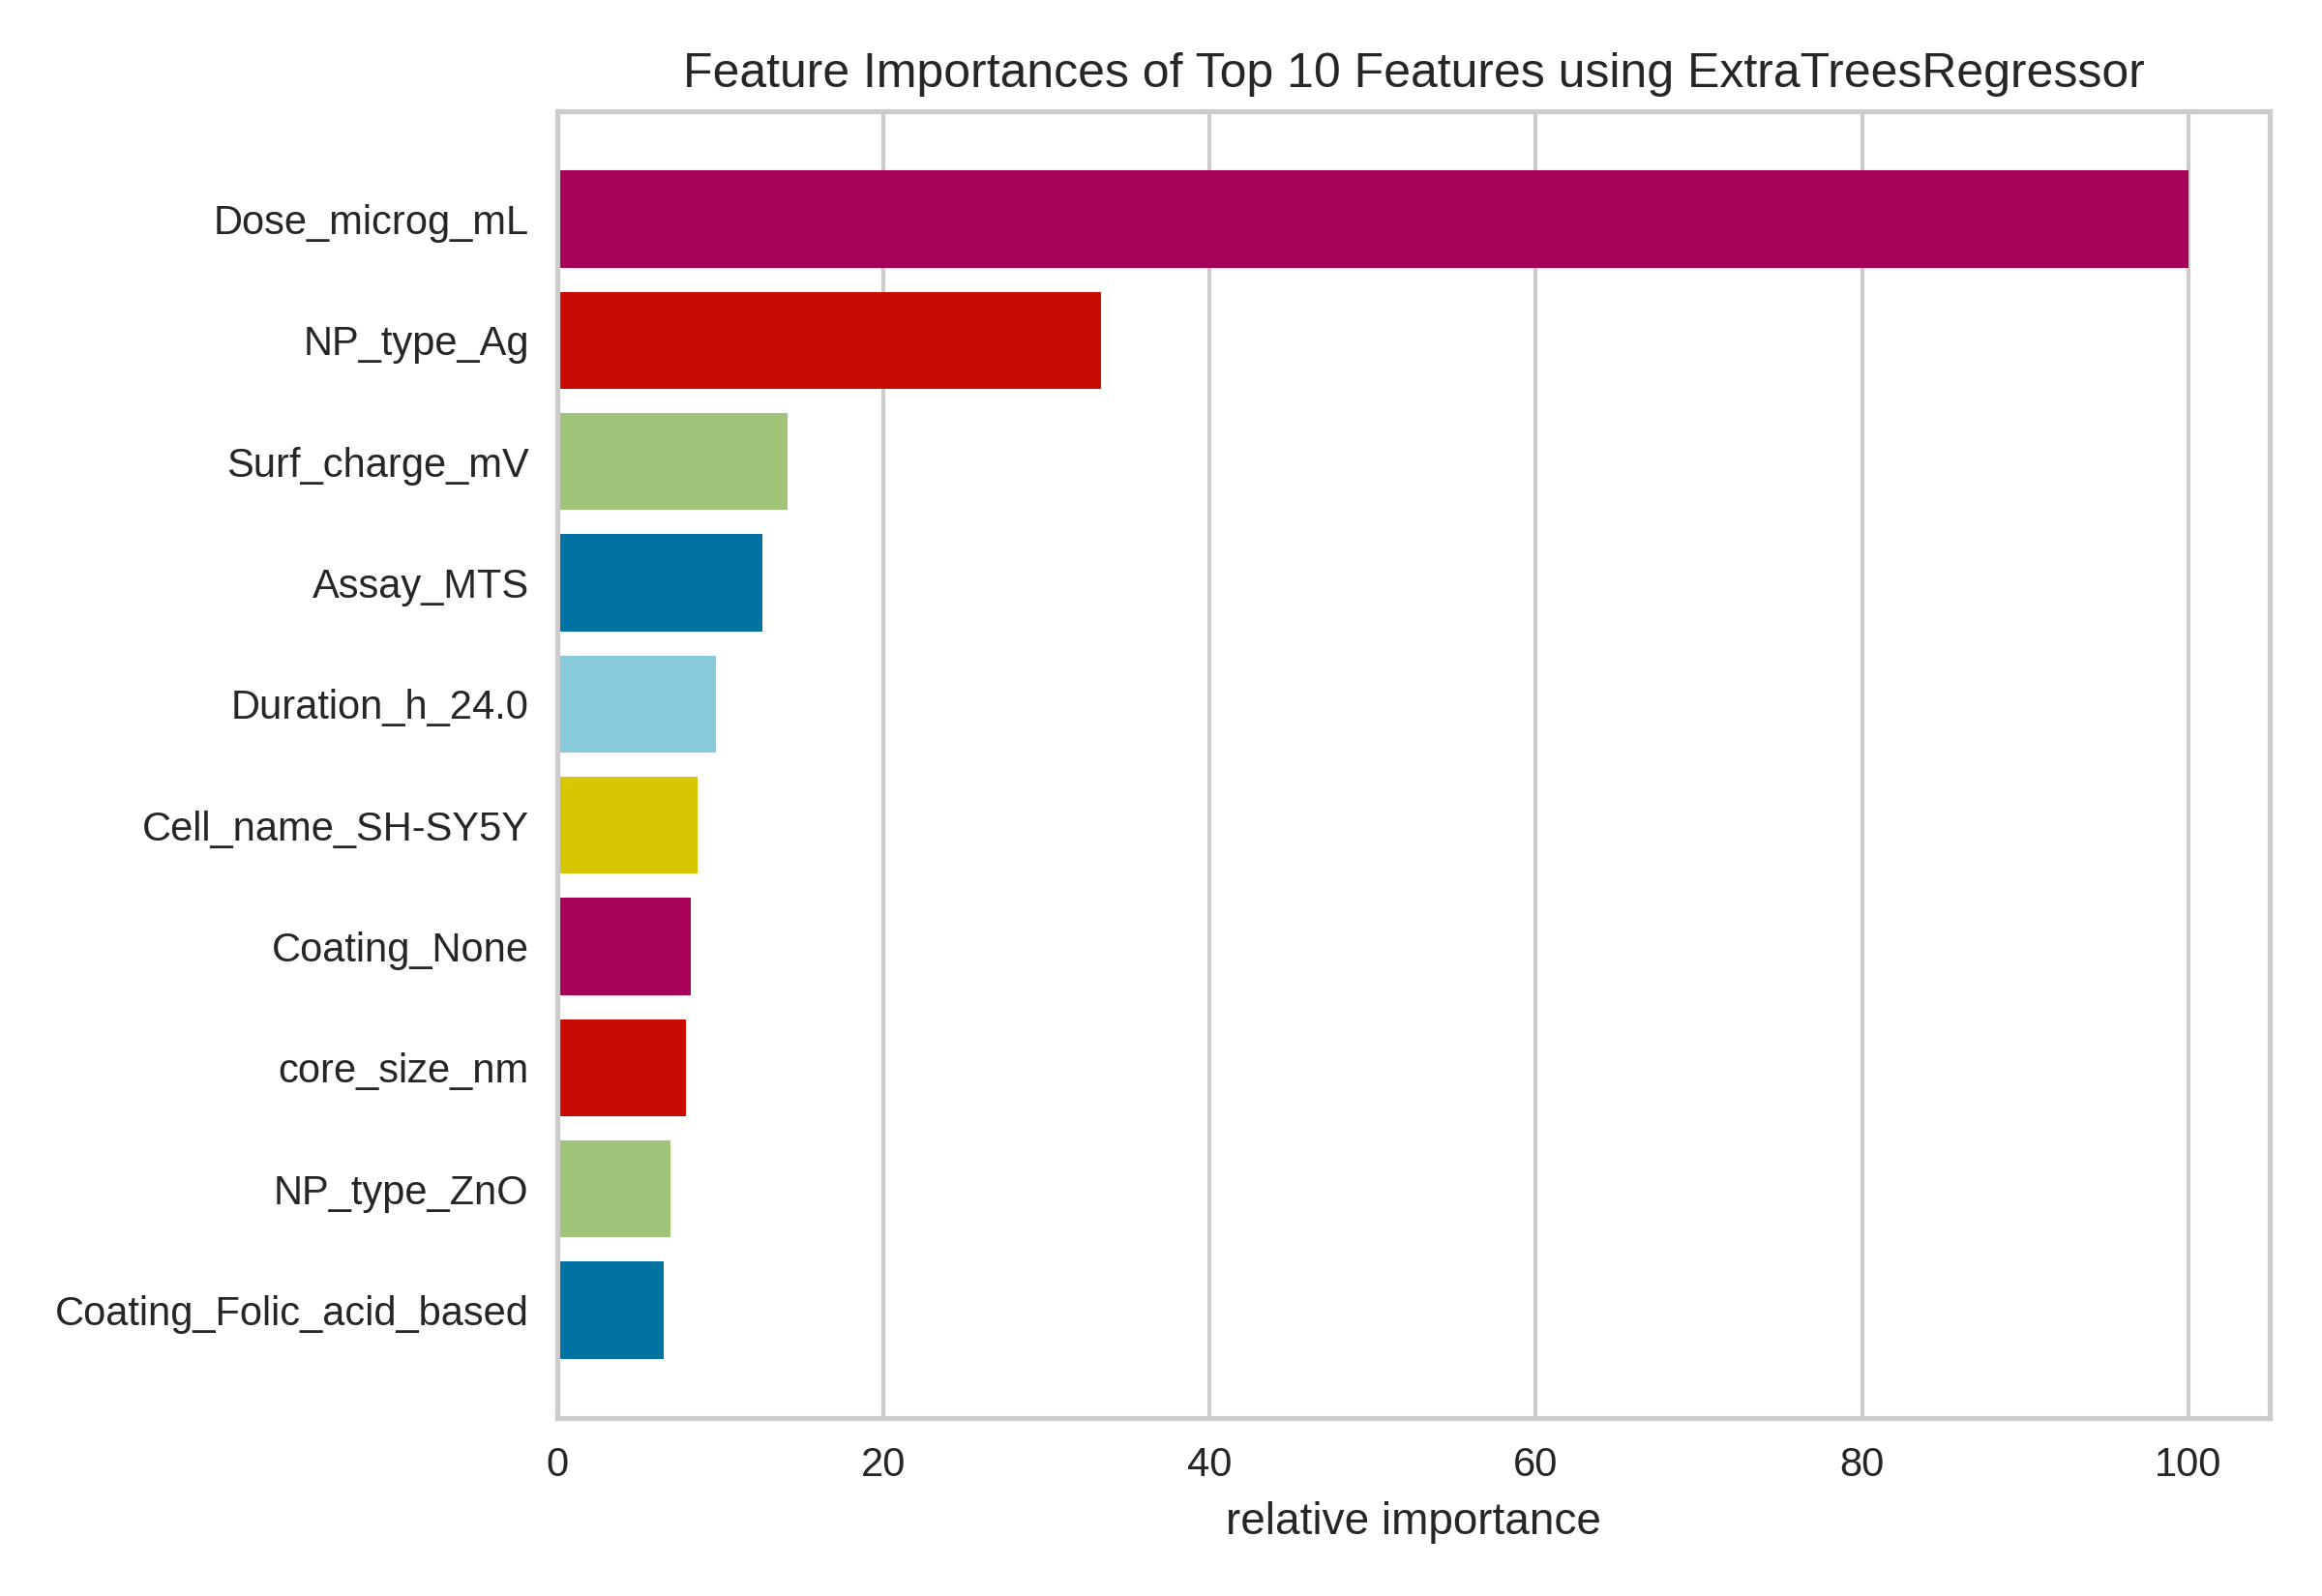 Feature Importances of Top 10 Features using ExtraTreesRegressor
Dose_microg_mL
NP_type_Ag
Surf_charge_mV
Assay_MTS
Duration_h_24.0
Cell_name_SH-SY5Y
Coating_None
core_size_nm
NP_type_ZnO
Coating_Folic_acid_based
0 20 40 60 80 100
relative importance